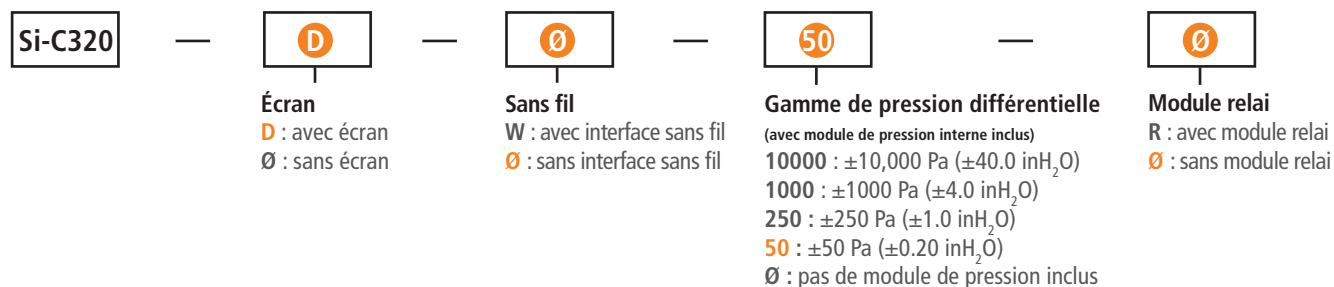 Si-C320 — D — Ø — 50 — Ø
Écran
D : avec écran
Ø : sans écran
Sans fil
W : avec interface sans fil
Ø : sans interface sans fil
Gamme de pression différentielle
(avec module de pression interne inclus)
10000 : ±10,000 Pa (±40.0 inH₂O)
1000 : ±1000 Pa (±4.0 inH₂O)
250 : ±250 Pa (±1.0 inH₂O)
50 : ±50 Pa (±0.20 inH₂O)
Ø : pas de module de pression inclus
Module relai
R : avec module relai
Ø : sans module relai